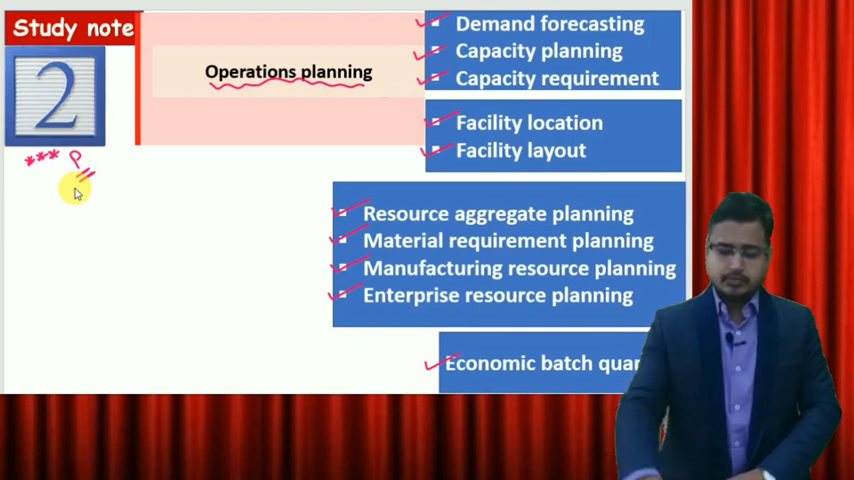 Study note
2
*** P
Operations planning
Demand forecasting
Capacity planning
Capacity requirement
Facility location
Facility layout
Resource aggregate planning
Material requirement planning
Manufacturing resource planning
Enterprise resource planning
Economic batch